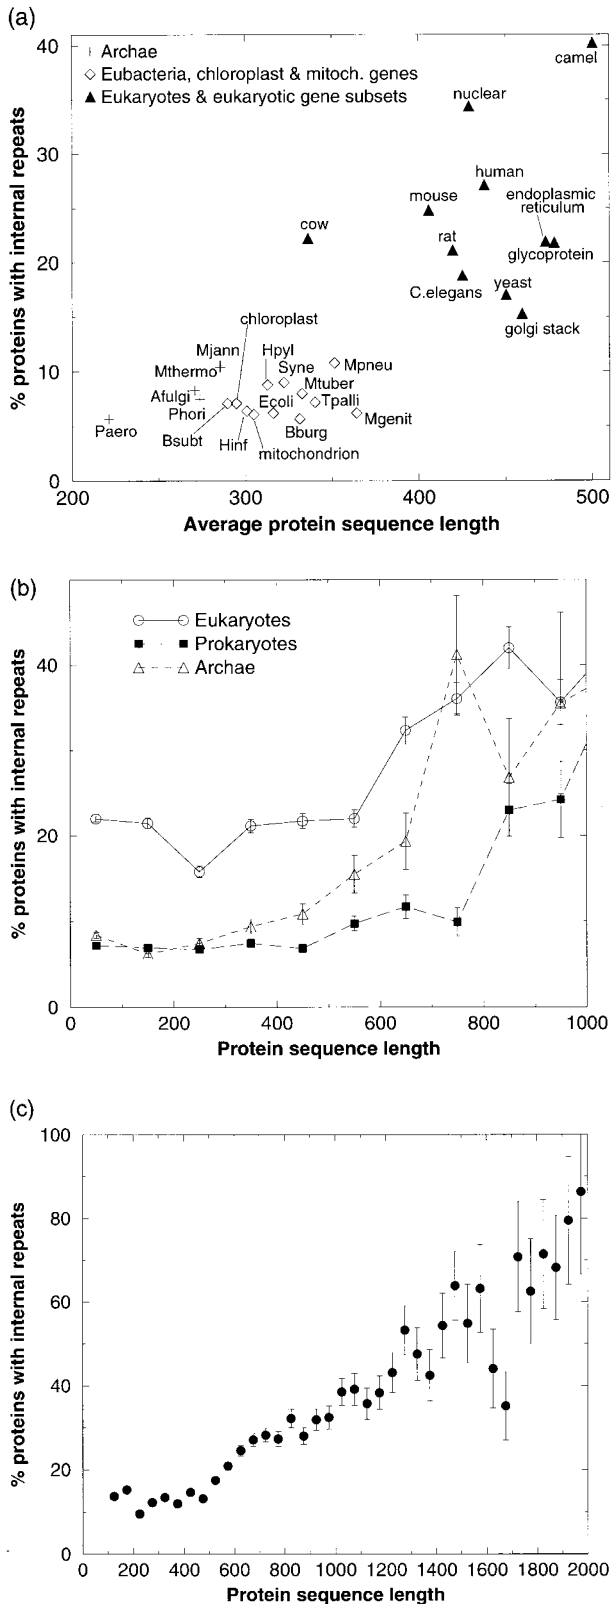 (a)
% proteins with internal repeats
40
30
20
10
0
Archae
Eubacteria, chloroplast & mitoch. genes
Eukaryotes & eukaryotic gene subsets
camel
nuclear
human
mouse
endoplasmic
reticulum
cow
rat
glycoprotein
C.elegans
yeast
golgi stack
chloroplast
Mjann
Hpyl
Syne
Mpneu
Mthermo
Mtuber
Afulgi
Ecoli
Tpalli
Phori
Paero
Bsubt
Hinf
Bburg
Mgenit
mitochondrion
200
300
400
500
Average protein sequence length
(b)
% proteins with internal repeats
40
20
0
Eukaryotes
Prokaryotes
Archae
0
200
400
600
800
1000
Protein sequence length
(c)
% proteins with internal repeats
100
80
60
40
20
0
0
200
400
600
800
1000
1200
1400
1600
1800
2000
Protein sequence length